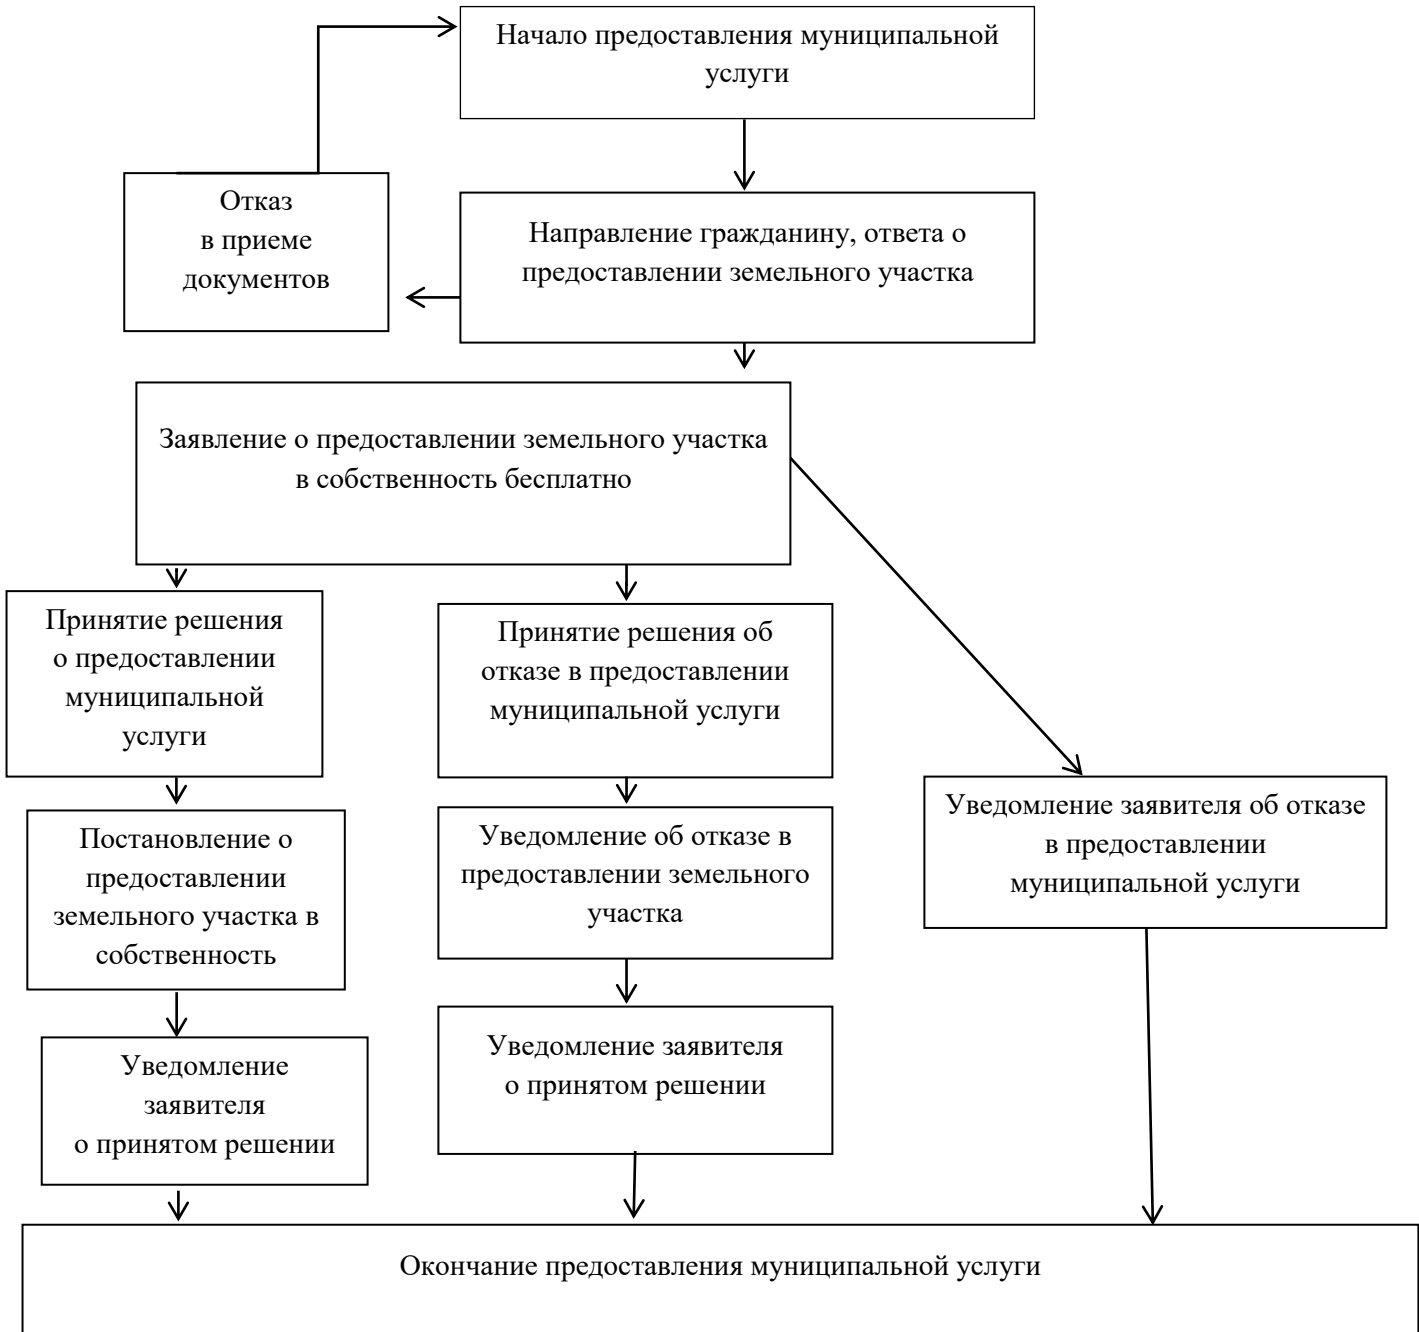 Начало предоставления муниципальной
услуги
Отказ
в приеме
документов
Направление гражданину, ответа о
предоставлении земельного участка
Заявление о предоставлении земельного участка
в собственность бесплатно
Принятие решения
о предоставлении
муниципальной
услуги
Принятие решения об
отказе в предоставлении
муниципальной услуги
Уведомление заявителя об отказе
в предоставлении
муниципальной услуги
Постановление о
предоставлении
земельного участка в
собственность
Уведомление об отказе в
предоставлении земельного
участка
Уведомление
заявителя
о принятом решении
Уведомление заявителя
о принятом решении
Окончание предоставления муниципальной услуги